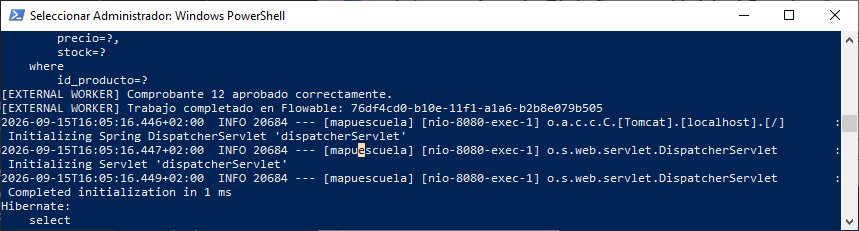 Seleccionar Administrador: Windows PowerShell
precio=?,
stock=?
where
id_producto=?
[EXTERNAL WORKER] Comprobante 12 aprobado correctamente.
[EXTERNAL WORKER] Trabajo completado en Flowable: 76df4cd0-b10e-11f1-a1a6-b2b8e079b505
2026-09-15T16:05:16.446+02:00  INFO 20684 --- [mapuescuela] [nio-8080-exec-1] o.a.c.c.C.[Tomcat].[localhost].[/]       :
Initializing Spring DispatcherServlet 'dispatcherServlet'
2026-09-15T16:05:16.447+02:00  INFO 20684 --- [mapuescuela] [nio-8080-exec-1] o.s.web.servlet.DispatcherServlet        :
Initializing Servlet 'dispatcherServlet'
2026-09-15T16:05:16.449+02:00  INFO 20684 --- [mapuescuela] [nio-8080-exec-1] o.s.web.servlet.DispatcherServlet        :
Completed initialization in 1 ms
Hibernate:
select